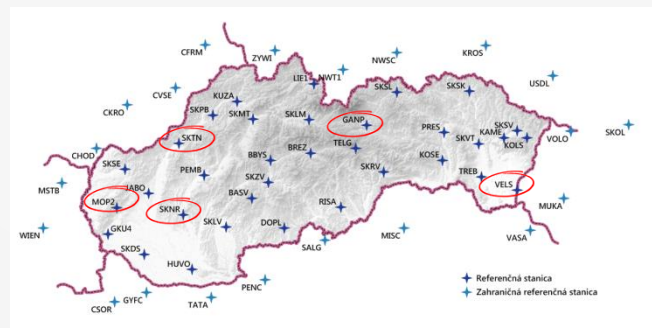 CFRM
ZYWI
KROS
NWSC
LIE1
NWT1
USDL
CVSE
KUZA
SKSL
SKSK
CKRO
SKPB
SKMT
SKLM
GANP
SKTN
PRES
SKSV
KAME
KOLS
SKVT
VOLO
SKOL
CHOD
SKSE
BBYS
BREZ
TELG
KOSE
PEMB
SKZV
SKRV
TREB
MSTB
JABO
BASV
VELS
MOP2
SKNR
RISA
MUKA
WIEN
GKU4
SKLV
DOPL
SALG
MISC
VASA
SKDS
HUVO
PENC
CSOR
GYFC
TATA
Referenčná stanica
Zahraničná referenčná stanica